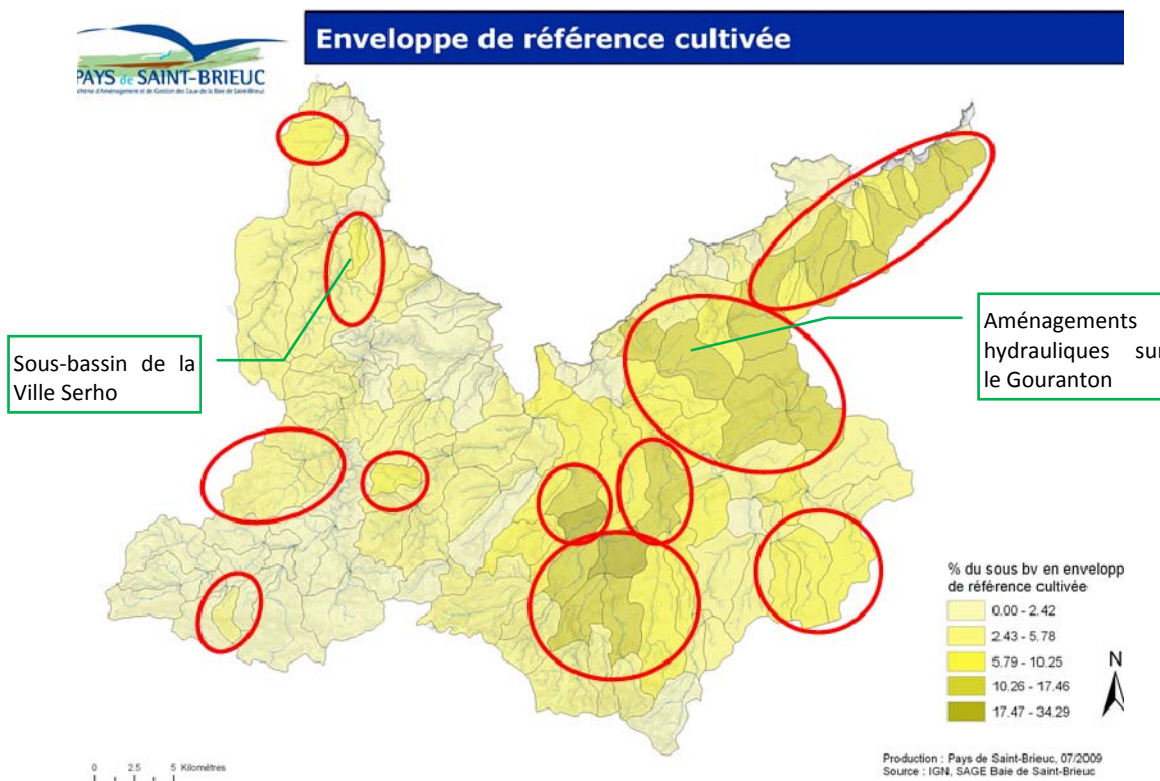 Enveloppe de référence cultivée
PAYS de SAINT-BRIEUC
Sous-bassin de la
Ville Serho
Aménagements
hydrauliques sur
le Gouranton
% du sous bv en envelopp
de référence cultivée
0.00 - 2.42
2.43 - 5.78
5.79 - 10.25
10.26 - 17.46
17.47 - 34.29
N
0 2.5 5 Kilomètres
Production : Pays de Saint-Brieuc, 07/2009
Source : IGN, SAGE Baie de Saint-Brieuc